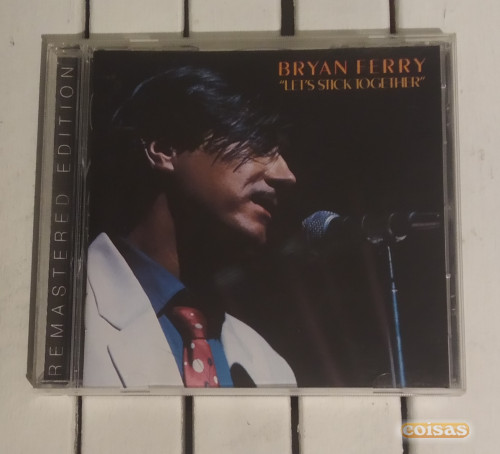 BRYAN FERRY
"LET'S STICK TOGETHER"
REMASTERED EDITION
coisas